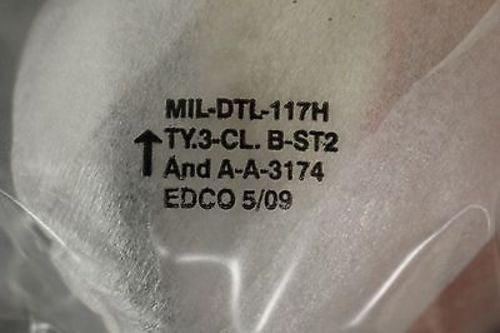 MIL-DTL-117H
TY.3-CL. B-ST2
And A-A-3174
EDCO 5/09